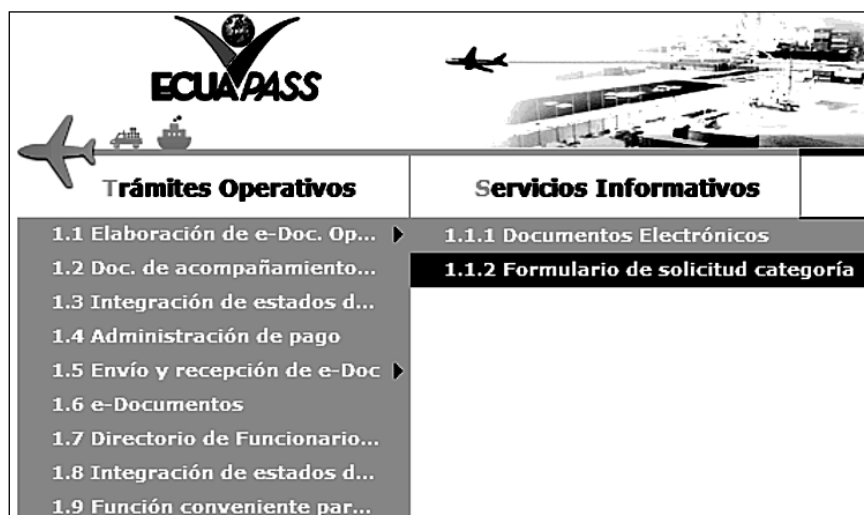 ECUAPASS
Trámites Operativos
Servicios Informativos
1.1 Elaboración de e-Doc. Op...
1.1.1 Documentos Electrónicos
1.2 Doc. de acompañamiento...
1.1.2 Formulario de solicitud categoría
1.3 Integración de estados d...
1.4 Administración de pago
1.5 Envío y recepción de e-Doc
1.6 e-Documentos
1.7 Directorio de Funcionario...
1.8 Integración de estados d...
1.9 Función conveniente par...